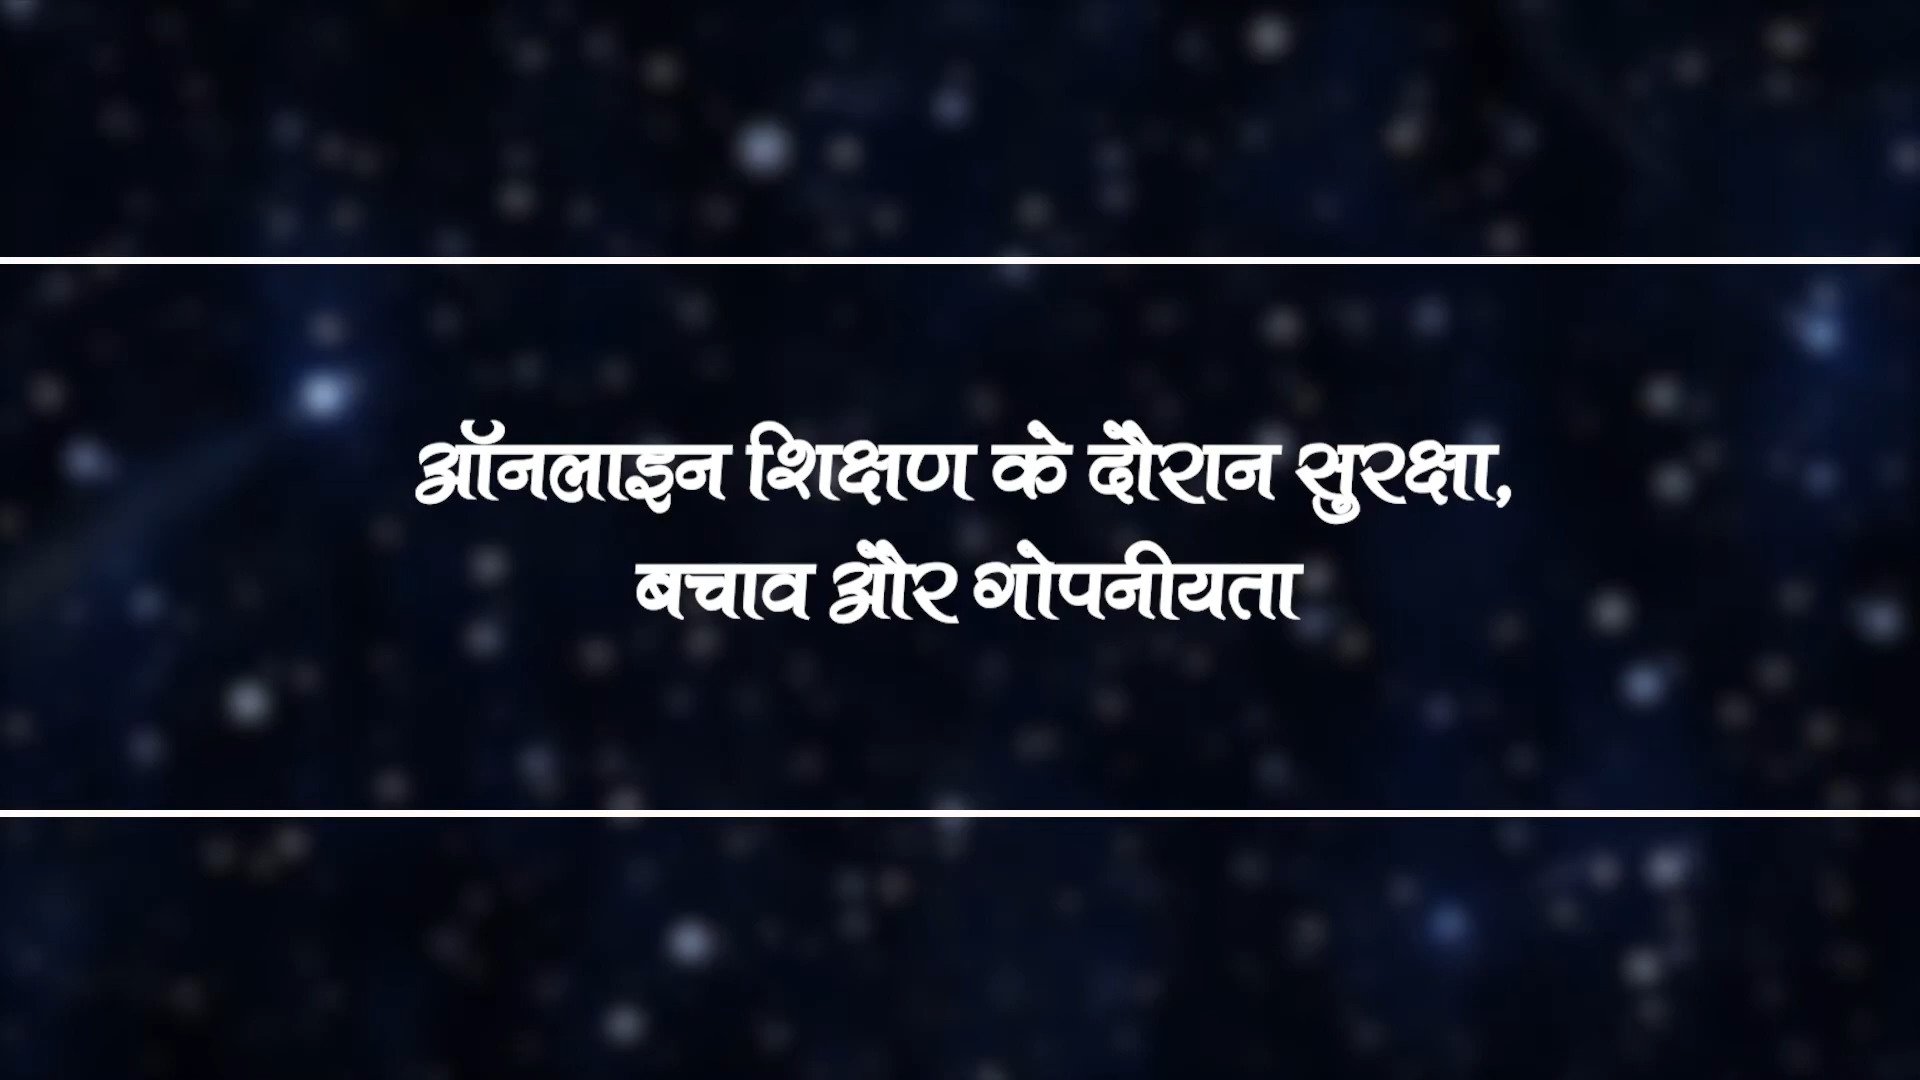 ऑनलाइन शिक्षण के दौरान सुरक्षा,
बचाव और गोपनीयता